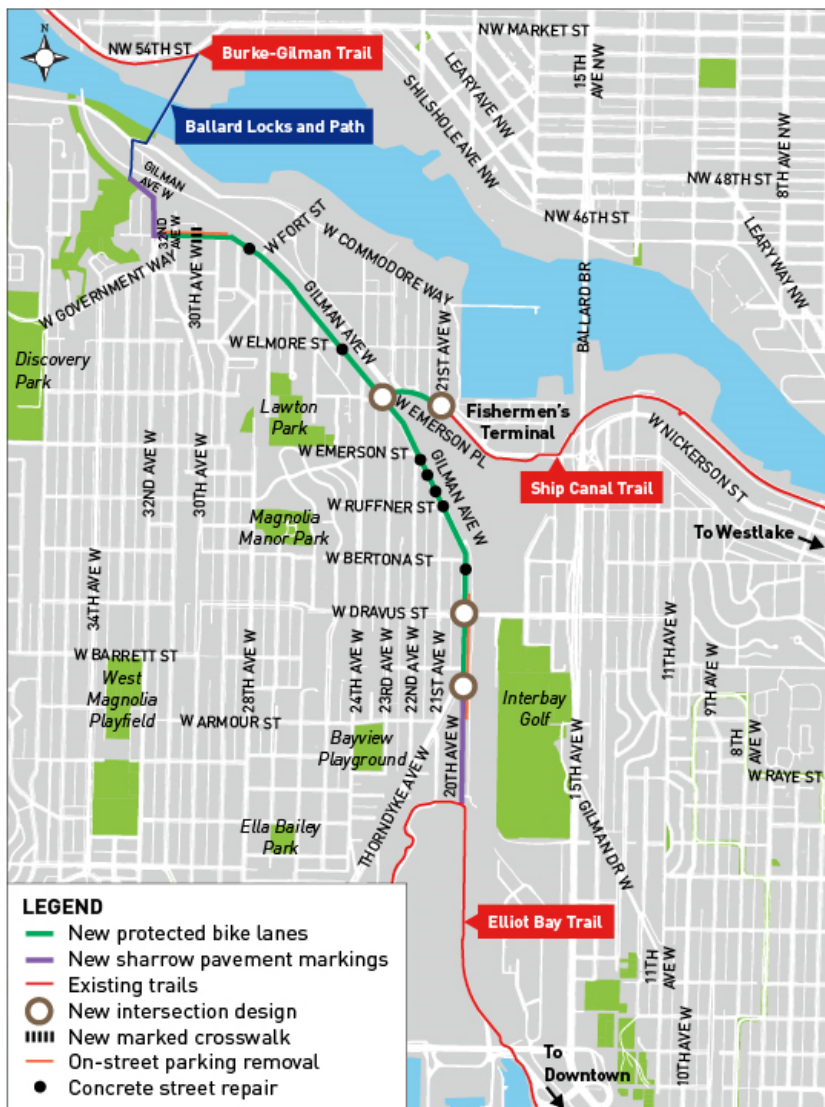 N
NW 54TH ST
Burke-Gilman Trail
NW MARKET ST
LEARY AVE NW
15TH
AVE NW
SHILSHOLE AVE NW
8TH AVE NW
Ballard Locks and Path
GILMAN
AVE W
NW 48TH ST
NW 46TH ST
LEARY WAY NW
32ND
AVE W
W FORT ST
W COMMODORE WAY
W GOVERNMENT WAY
30TH AVE W
GILMAN AVE W
BALLARD BR
W ELMORE ST
21ST AVE W
Discovery
Park
Lawton
Park
W EMERSON PL
Fishermen's
Terminal
W NICKERSON ST
32ND AVE W
30TH AVE W
W EMERSON ST
GILMAN AVE W
Ship Canal Trail
W RUFFNER ST
Magnolia
Manor Park
To Westlake
W BERTONA ST
34TH AVE W
W DRAVUS ST
W BARRETT ST
West
Magnolia
Playfield
28TH AVE W
24TH AVE W
23RD AVE W
22ND AVE W
21ST AVE W
11TH AVE W
9TH AVE W
8TH
AVE W
Interbay
Golf
W ARMOUR ST
Bayview
Playground
20TH AVE W
15TH AVE W
W RAYE ST
THORNDYKE AVE W
GILMAN DR W
Ella Bailey
Park
Elliot Bay Trail
11TH
AVE W
10TH AVE W
To
Downtown
LEGEND
New protected bike lanes
New sharrow pavement markings
Existing trails
New intersection design
New marked crosswalk
On-street parking removal
Concrete street repair